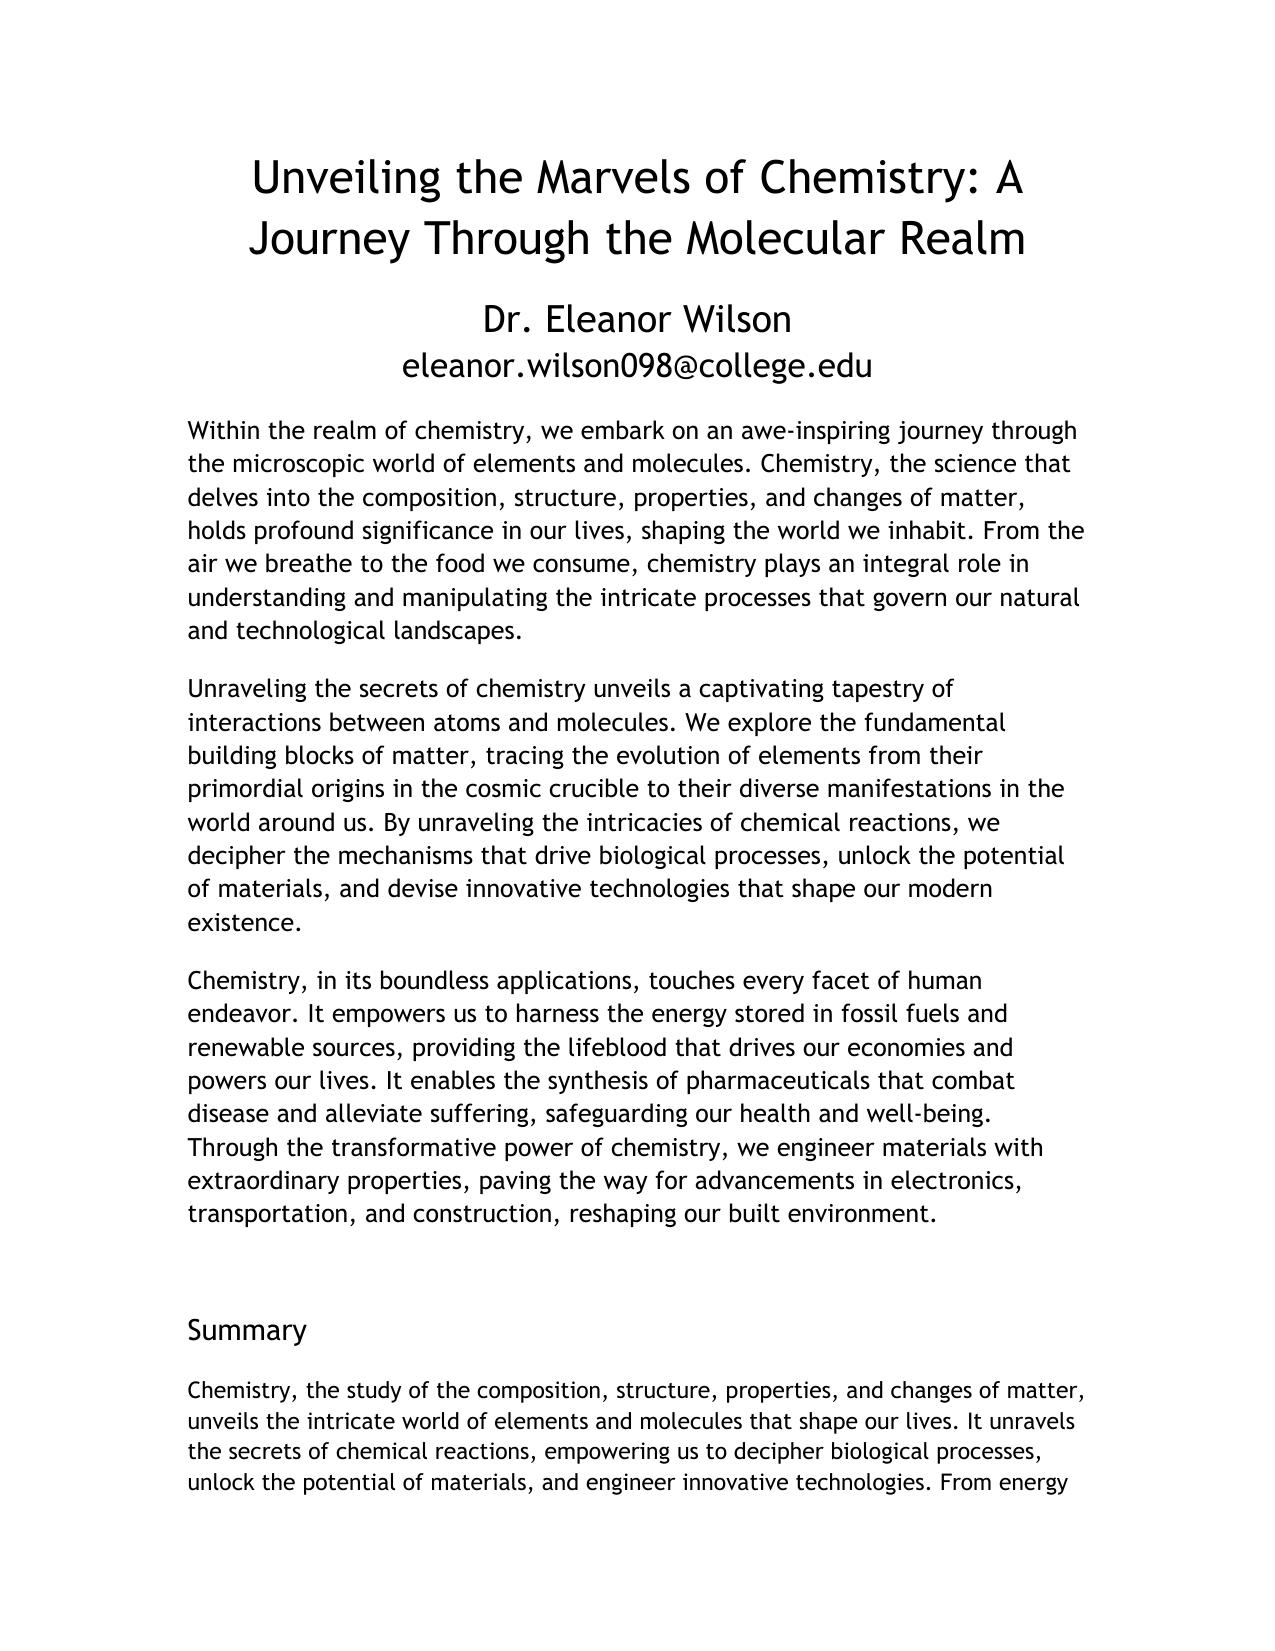 Unveiling the Marvels of Chemistry: A
Journey Through the Molecular Realm
Dr. Eleanor Wilson
eleanor.wilson098@college.edu
Within the realm of chemistry, we embark on an awe-inspiring journey through
the microscopic world of elements and molecules. Chemistry, the science that
delves into the composition, structure, properties, and changes of matter,
holds profound significance in our lives, shaping the world we inhabit. From the
air we breathe to the food we consume, chemistry plays an integral role in
understanding and manipulating the intricate processes that govern our natural
and technological landscapes.
Unraveling the secrets of chemistry unveils a captivating tapestry of
interactions between atoms and molecules. We explore the fundamental
building blocks of matter, tracing the evolution of elements from their
primordial origins in the cosmic crucible to their diverse manifestations in the
world around us. By unraveling the intricacies of chemical reactions, we
decipher the mechanisms that drive biological processes, unlock the potential
of materials, and devise innovative technologies that shape our modern
existence.
Chemistry, in its boundless applications, touches every facet of human
endeavor. It empowers us to harness the energy stored in fossil fuels and
renewable sources, providing the lifeblood that drives our economies and
powers our lives. It enables the synthesis of pharmaceuticals that combat
disease and alleviate suffering, safeguarding our health and well-being.
Through the transformative power of chemistry, we engineer materials with
extraordinary properties, paving the way for advancements in electronics,
transportation, and construction, reshaping our built environment.
Summary
Chemistry, the study of the composition, structure, properties, and changes of matter,
unveils the intricate world of elements and molecules that shape our lives. It unravels
the secrets of chemical reactions, empowering us to decipher biological processes,
unlock the potential of materials, and engineer innovative technologies. From energy